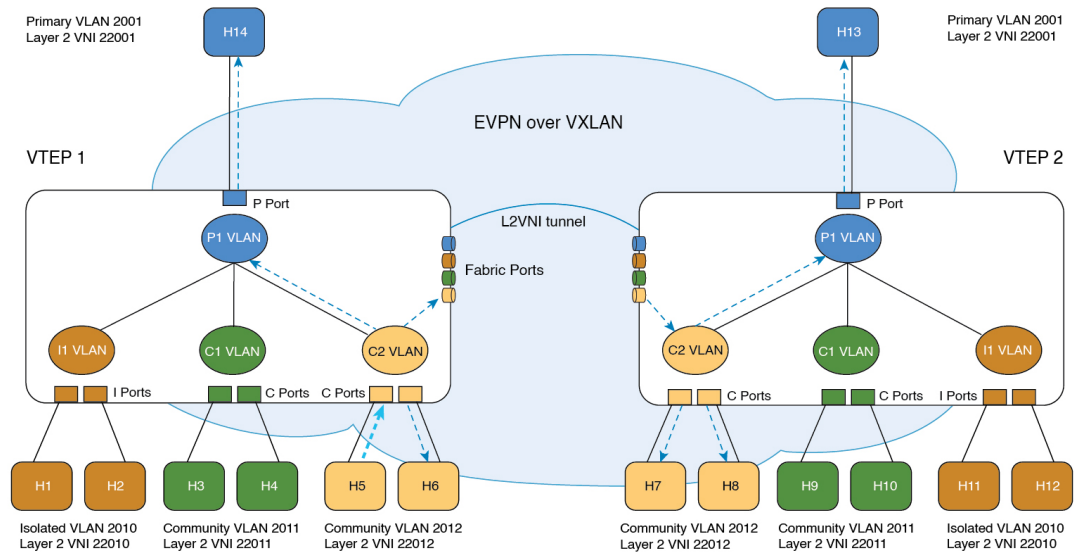 Primary VLAN 2001
Layer 2 VNI 22001
H14
H13
Primary VLAN 2001
Layer 2 VNI 22001
EVPN over VXLAN
VTEP 1
VTEP 2
P Port
P Port
P1 VLAN
L2VNI tunnel
P1 VLAN
Fabric Ports
I1 VLAN
C1 VLAN
C2 VLAN
C2 VLAN
C1 VLAN
I1 VLAN
I Ports
C Ports
C Ports
C Ports
C Ports
I Ports
H1
H2
H3
H4
H5
H6
H7
H8
H9
H10
H11
H12
Isolated VLAN 2010
Layer 2 VNI 22010
Community VLAN 2011
Layer 2 VNI 22011
Community VLAN 2012
Layer 2 VNI 22012
Community VLAN 2012
Layer 2 VNI 22012
Community VLAN 2011
Layer 2 VNI 22011
Isolated VLAN 2010
Layer 2 VNI 22010